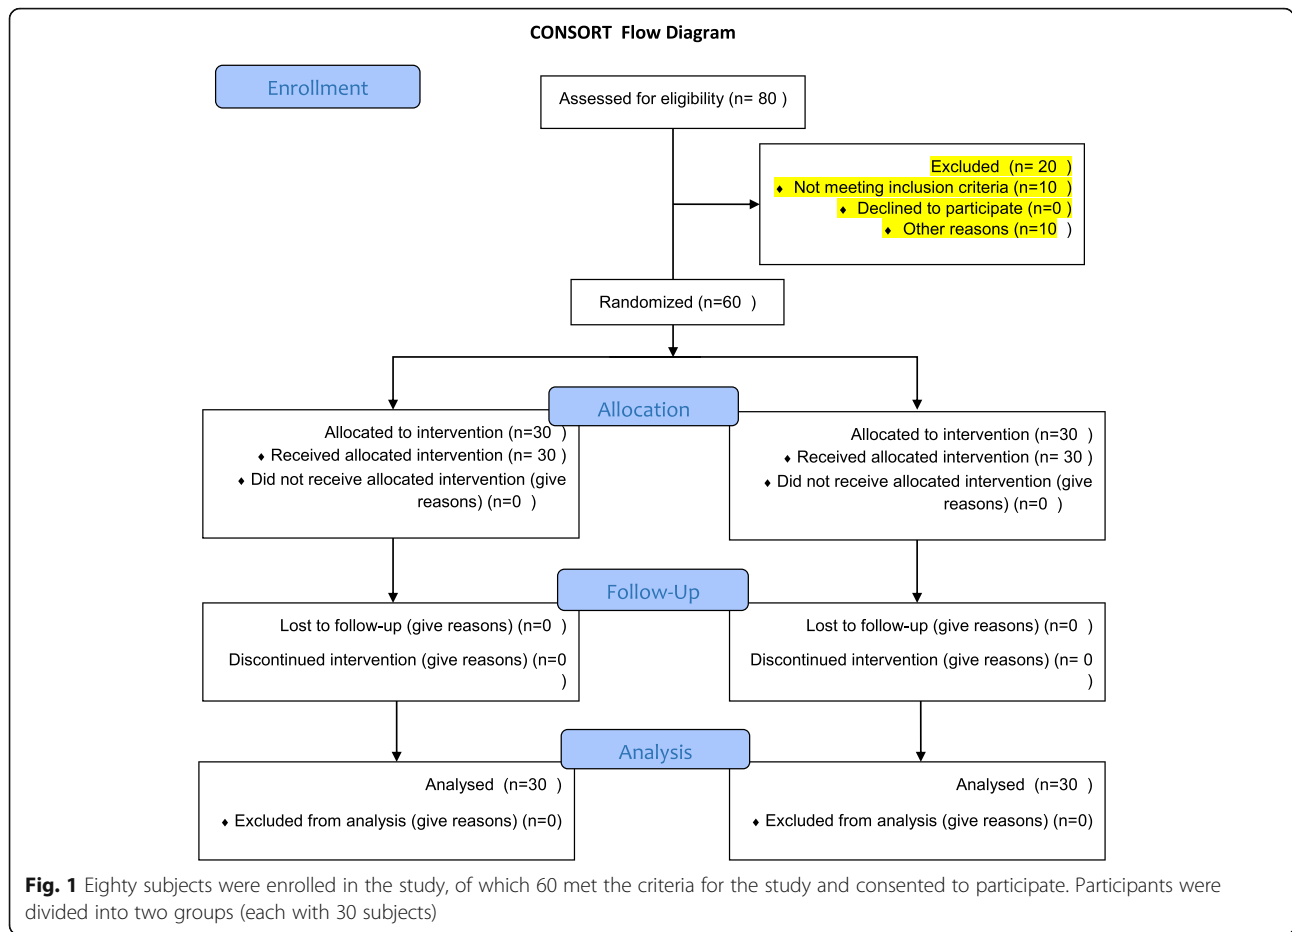 CONSORT Flow Diagram
Enrollment
Assessed for eligibility (n= 80 )
Excluded (n= 20 )
♦ Not meeting inclusion criteria (n=10 )
♦ Declined to participate (n=0 )
♦ Other reasons (n=10 )
Randomized (n=60 )
Allocation
Allocated to intervention (n=30 )
♦ Received allocated intervention (n= 30 )
♦ Did not receive allocated intervention (give
reasons) (n=0 )
Allocated to intervention (n=30 )
♦ Received allocated intervention (n= 30 )
♦ Did not receive allocated intervention (give
reasons) (n=0 )
Follow-Up
Lost to follow-up (give reasons) (n=0 )
Discontinued intervention (give reasons) (n=0
)
Lost to follow-up (give reasons) (n=0 )
Discontinued intervention (give reasons) (n= 0
)
Analysis
Analysed (n=30 )
♦ Excluded from analysis (give reasons) (n=0)
Analysed (n=30 )
♦ Excluded from analysis (give reasons) (n=0)
Fig. 1 Eighty subjects were enrolled in the study, of which 60 met the criteria for the study and consented to participate. Participants were
divided into two groups (each with 30 subjects)